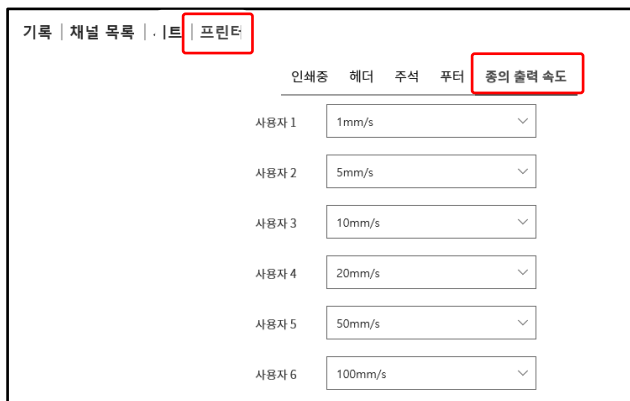 기록 | 채널 목록 | 트 | 프린터
인쇄중 헤더 주석 푸터 종의 출력 속도
사용자 1 1mm/s
사용자 2 5mm/s
사용자 3 10mm/s
사용자 4 20mm/s
사용자 5 50mm/s
사용자 6 100mm/s